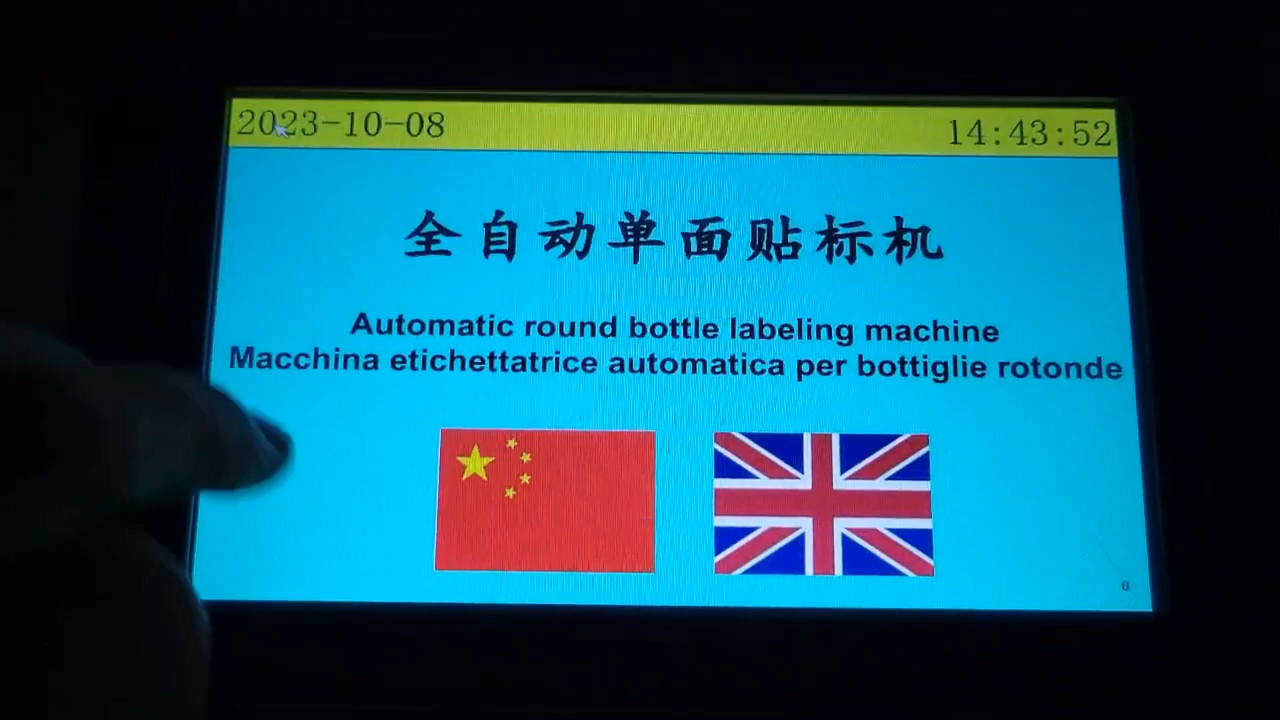 2023-10-08
14:43:52
全自动单面贴标机
Automatic round bottle labeling machine
Macchina etichettatrice automatica per bottiglie rotonde
0